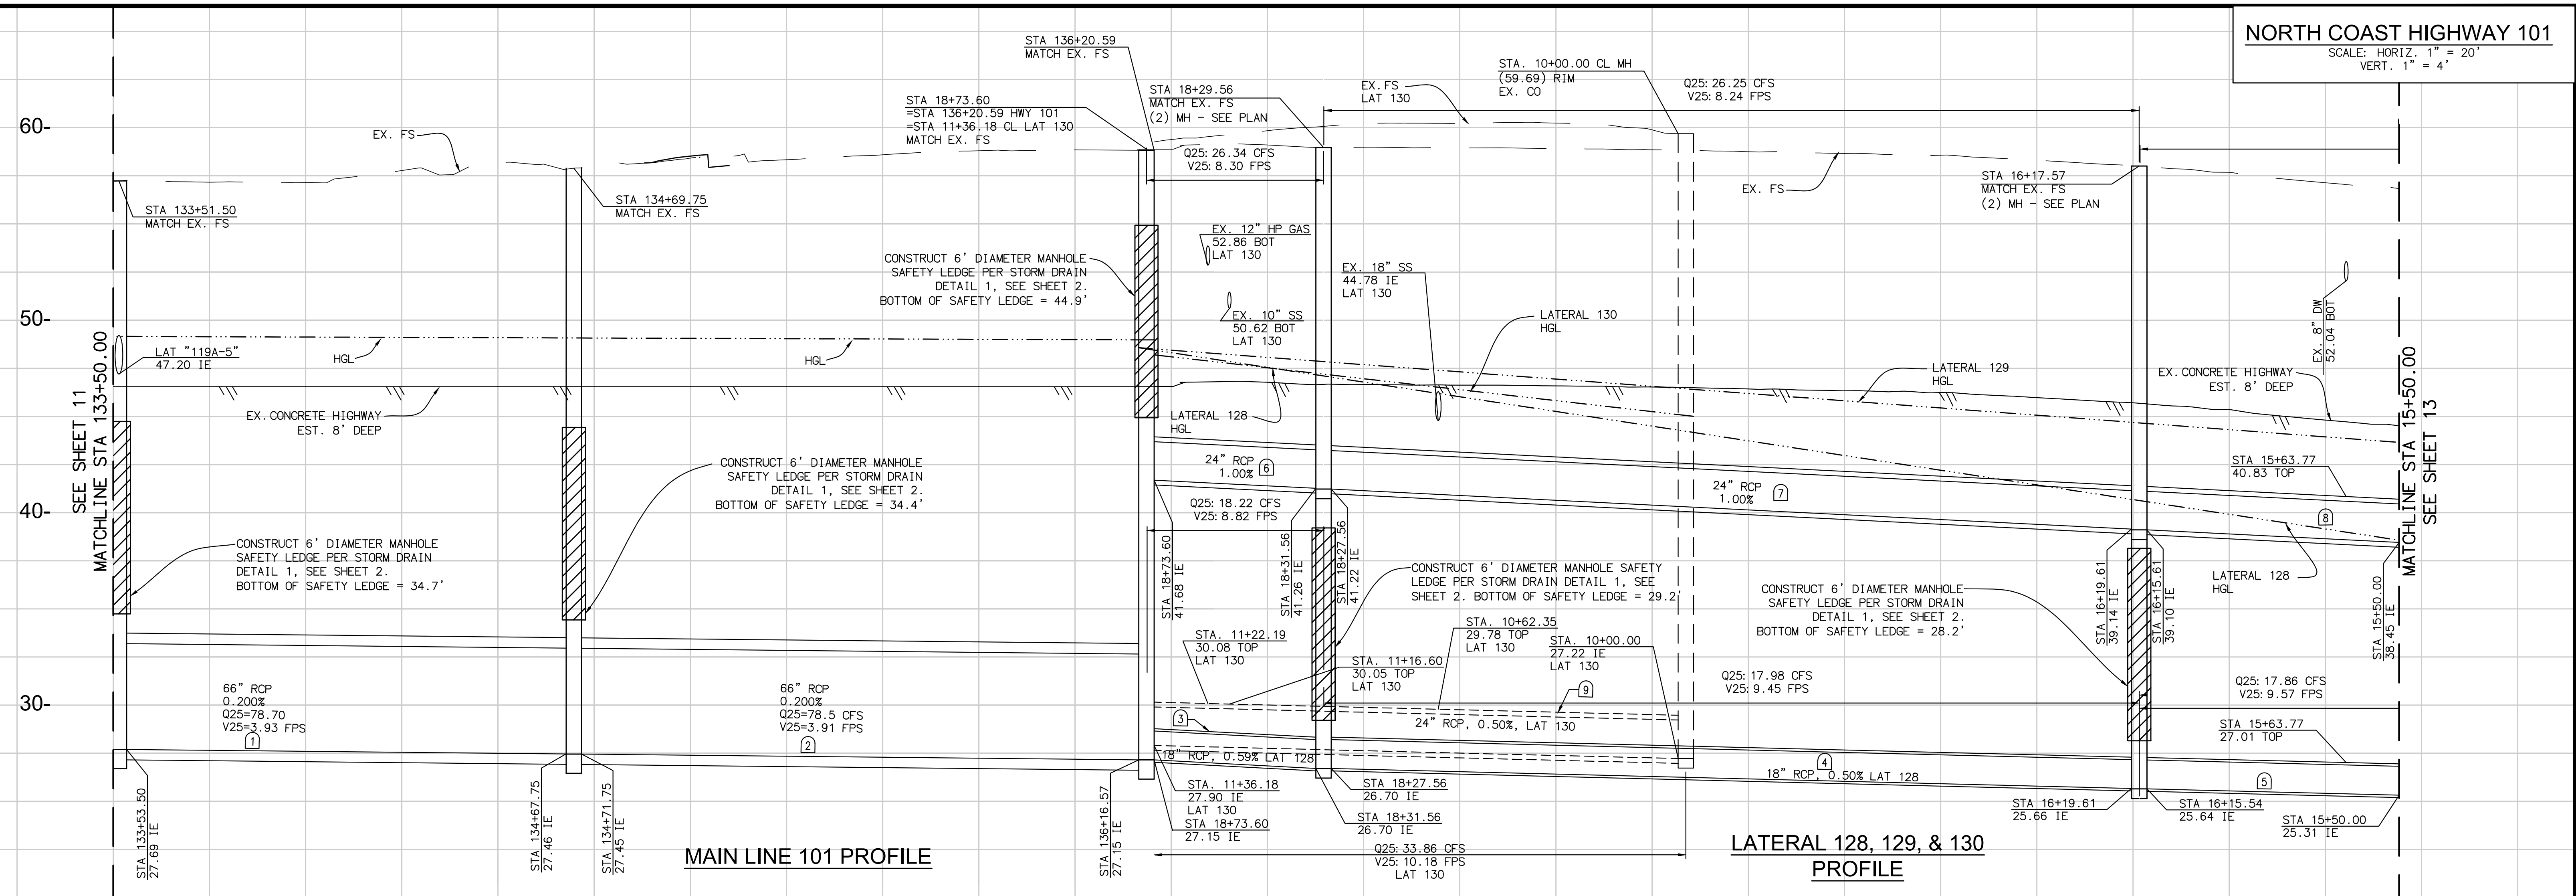 NORTH COAST HIGHWAY 101
SCALE: HORIZ. 1" = 20'
VERT. 1" = 4'
60-
50-
40-
30-
SEE SHEET 11
MATCHLINE STA 133+50.00
EX. FS
STA 133+51.50
MATCH EX. FS
LAT "119A-5"
47.20 IE
HGL
EX. CONCRETE HIGHWAY
EST. 8' DEEP
CONSTRUCT 6' DIAMETER MANHOLE
SAFETY LEDGE PER STORM DRAIN
DETAIL 1, SEE SHEET 2.
BOTTOM OF SAFETY LEDGE = 34.7'
66" RCP
0.200%
Q25=78.70
V25=3.93 FPS
1
STA 133+53.50
27.69 IE
STA 134+69.75
MATCH EX. FS
HGL
CONSTRUCT 6' DIAMETER MANHOLE
SAFETY LEDGE PER STORM DRAIN
DETAIL 1, SEE SHEET 2.
BOTTOM OF SAFETY LEDGE = 34.4'
66" RCP
0.200%
Q25=78.5 CFS
V25=3.91 FPS
2
STA 134+67.75
27.46 IE
STA 134+71.75
27.45 IE
MAIN LINE 101 PROFILE
STA 136+20.59
MATCH EX. FS
STA 18+73.60
=STA 136+20.59 HWY 101
=STA 11+36.18 CL LAT 130
MATCH EX. FS
CONSTRUCT 6' DIAMETER MANHOLE
SAFETY LEDGE PER STORM DRAIN
DETAIL 1, SEE SHEET 2.
BOTTOM OF SAFETY LEDGE = 44.9'
STA 136+16.57
27.15 IE
STA 18+29.56
MATCH EX. FS
(2) MH - SEE PLAN
Q25: 26.34 CFS
V25: 8.30 FPS
EX. 12" HP GAS
52.86 BOT
LAT 130
EX. 10" SS
50.62 BOT
LAT 130
LATERAL 128
HGL
24" RCP
1.00%
6
Q25: 18.22 CFS
V25: 8.82 FPS
STA 18+73.60
41.68 IE
STA 18+31.56
41.26 IE
STA 18+27.56
41.22 IE
STA. 11+22.19
30.08 TOP
LAT 130
STA. 11+16.60
30.05 TOP
LAT 130
3
18" RCP, 0.59% LAT 128
STA. 11+36.18
27.90 IE
LAT 130
STA 18+73.60
27.15 IE
STA 18+27.56
26.70 IE
STA 18+31.56
26.70 IE
Q25: 33.86 CFS
V25: 10.18 FPS
LAT 130
EX. FS
LAT 130
STA. 10+00.00 CL MH
(59.69) RIM
EX. CO
Q25: 26.25 CFS
V25: 8.24 FPS
EX. 18" SS
44.78 IE
LAT 130
LATERAL 130
HGL
EX. FS
LATERAL 129
HGL
24" RCP
1.00%
7
CONSTRUCT 6' DIAMETER MANHOLE SAFETY
LEDGE PER STORM DRAIN DETAIL 1, SEE
SHEET 2. BOTTOM OF SAFETY LEDGE = 29.2'
STA. 10+62.35
29.78 TOP
LAT 130
STA. 10+00.00
27.22 IE
LAT 130
9
24" RCP, 0.50%, LAT 130
Q25: 17.98 CFS
V25: 9.45 FPS
4
18" RCP, 0.50% LAT 128
CONSTRUCT 6' DIAMETER MANHOLE
SAFETY LEDGE PER STORM DRAIN
DETAIL 1, SEE SHEET 2.
BOTTOM OF SAFETY LEDGE = 28.2'
STA 16+17.57
MATCH EX. FS
(2) MH - SEE PLAN
EX. 8" DW
52.04 BOT
EX. CONCRETE HIGHWAY
EST. 8' DEEP
STA 15+63.77
40.83 TOP
8
LATERAL 128
HGL
STA 16+19.61
39.14 IE
STA 16+15.61
39.10 IE
STA 15+50.00
38.45 IE
Q25: 17.86 CFS
V25: 9.57 FPS
STA 15+63.77
27.01 TOP
5
STA 16+19.61
25.66 IE
STA 16+15.54
25.64 IE
STA 15+50.00
25.31 IE
LATERAL 128, 129, & 130
PROFILE
MATCHLINE STA 15+50.00
SEE SHEET 13